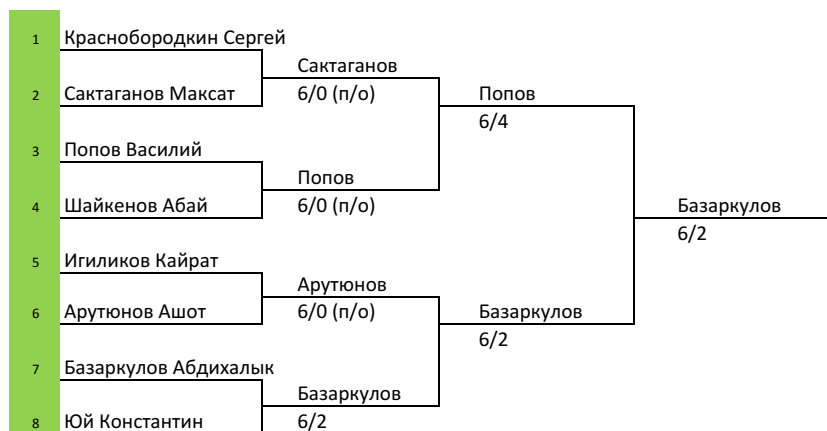 1 Краснобородкин Сергей
Сактаганов
2 Сактаганов Максат
6/0 (п/о)
Попов
6/4
3 Попов Василий
Попов
4 Шайкенов Абай
6/0 (п/о)
Базаркулов
6/2
5 Игиликов Кайрат
Арутюнов
6 Арутюнов Ашот
6/0 (п/о)
Базаркулов
6/2
7 Базаркулов Абдихалык
Базаркулов
8 Юй Константин
6/2